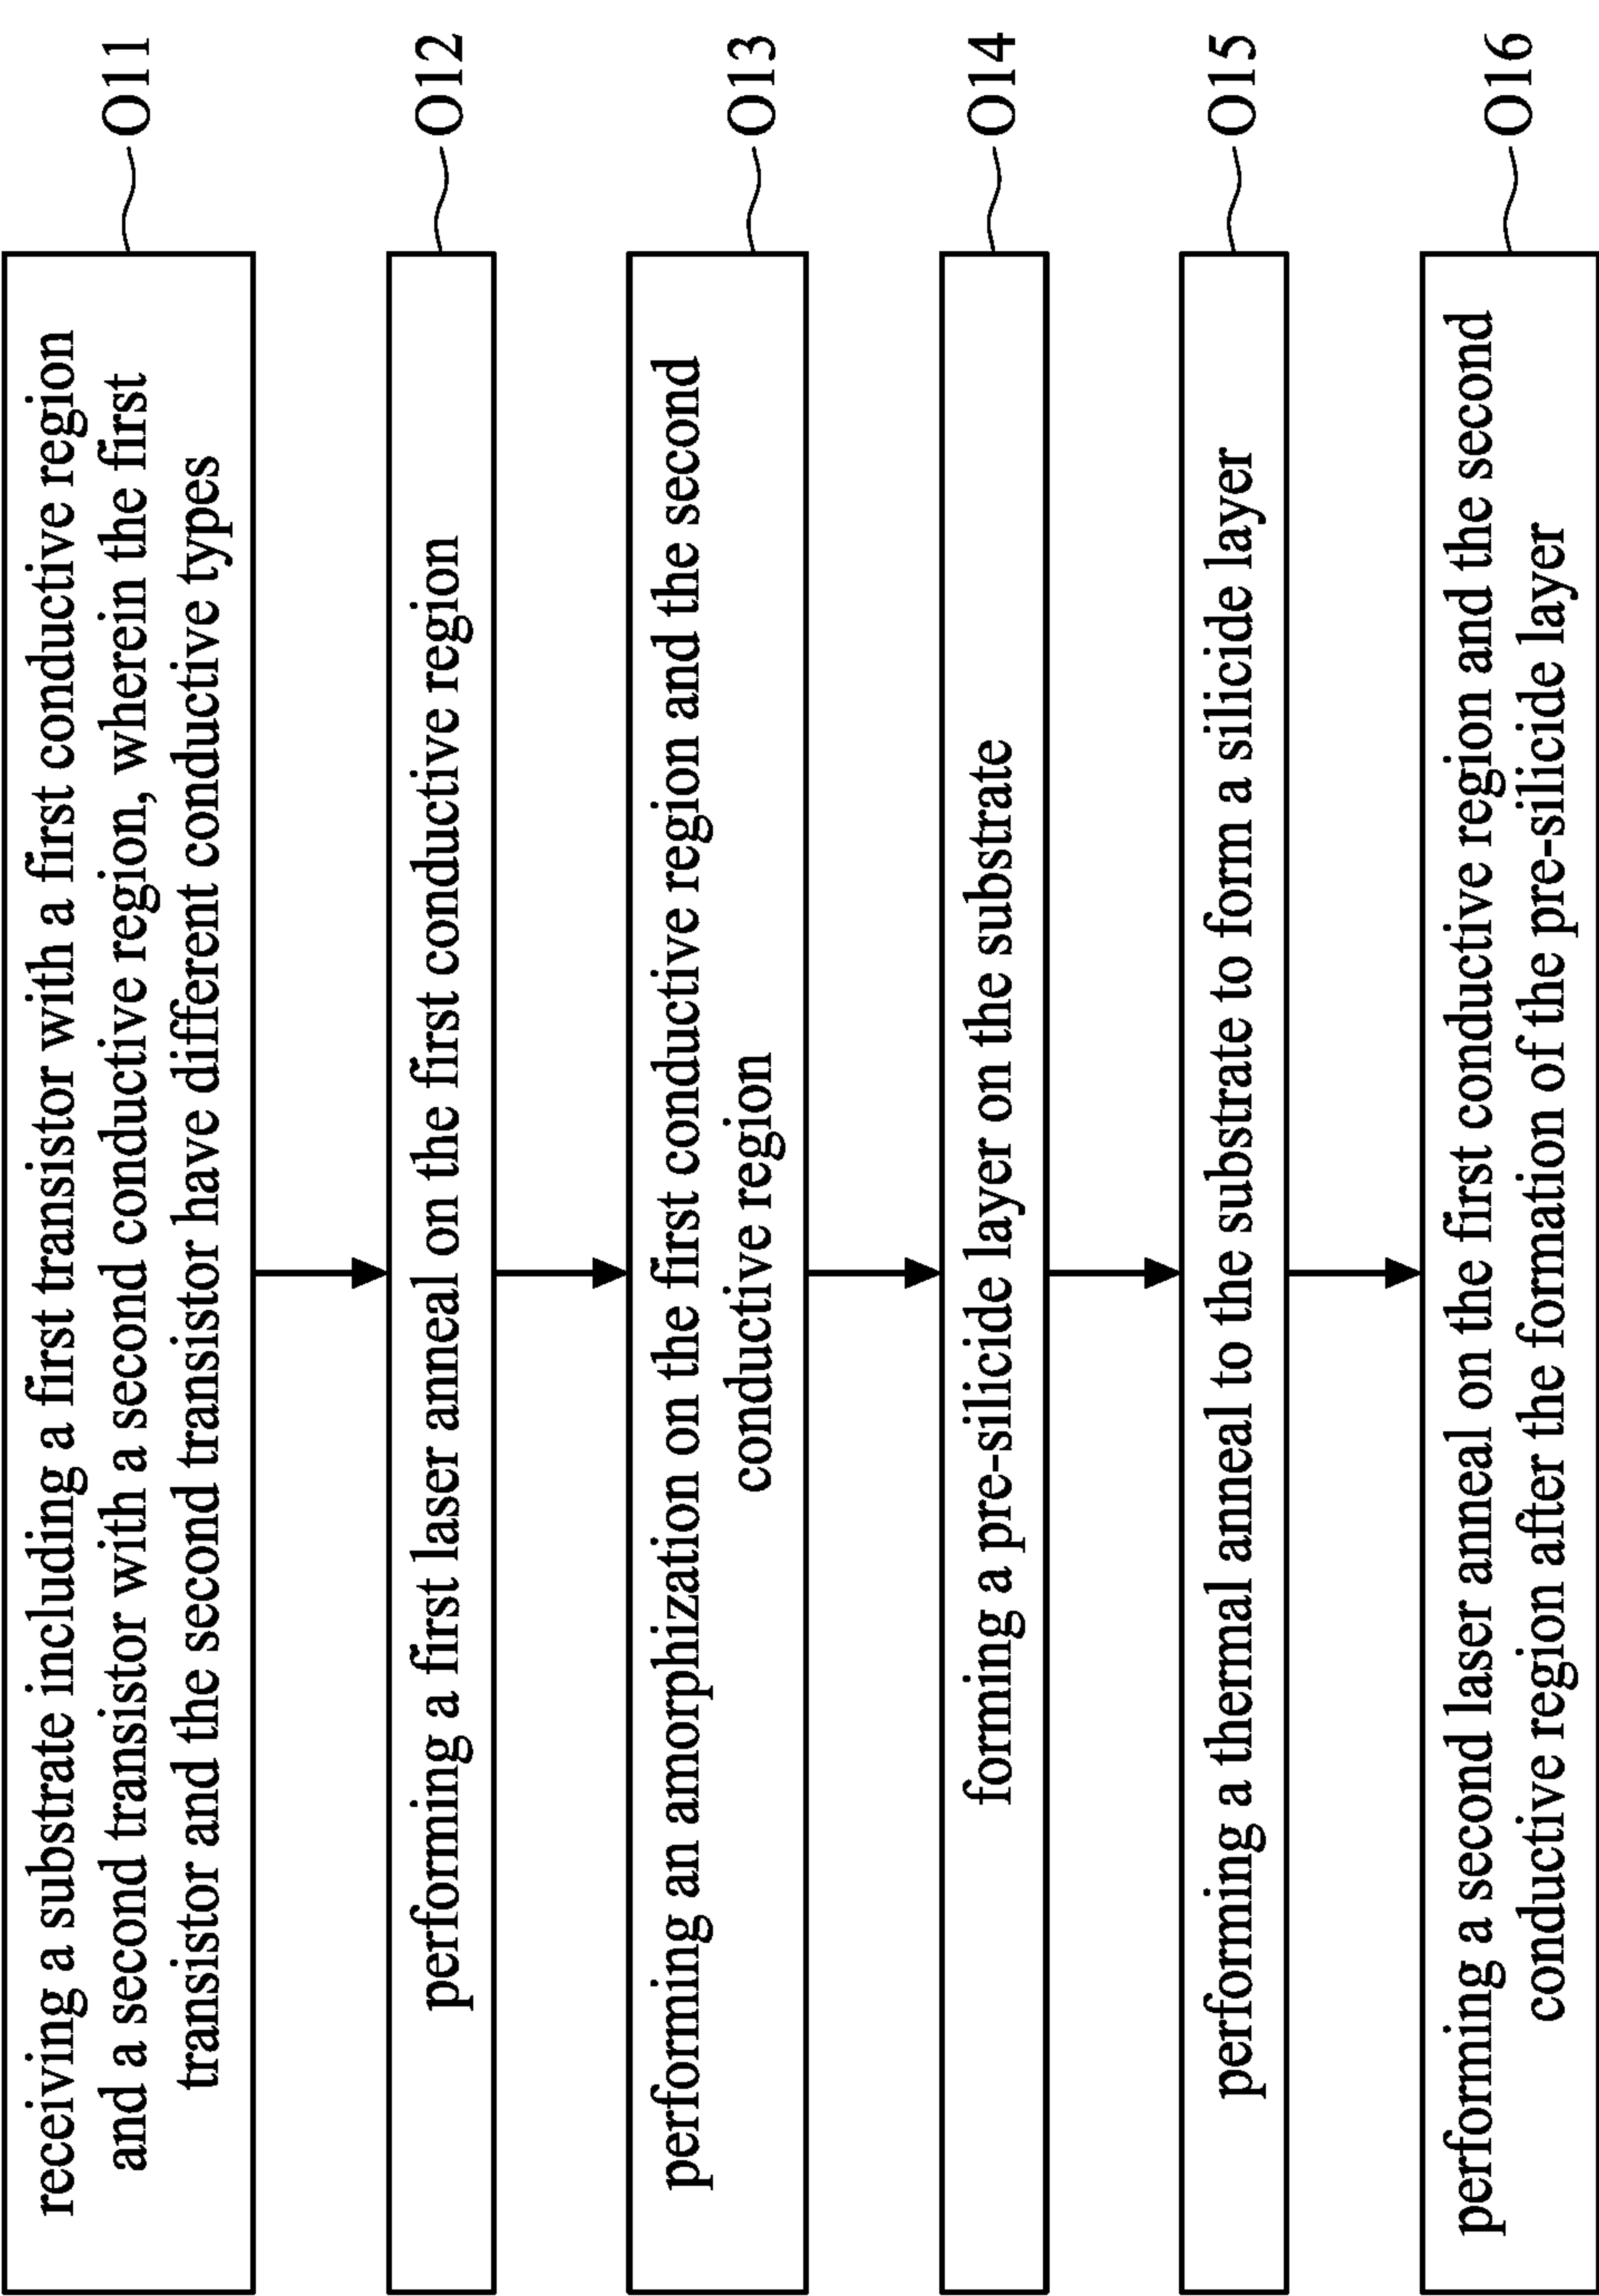 receiving a substrate including a first transistor with a first conductive region
and a second transistor with a second conductive region, wherein the first
transistor and the second transistor have different conductive types
O11
performing a first laser anneal on the first conductive region
O12
performing an amorphization on the first conductive region and the second
conductive region
O13
forming a pre-silicide layer on the substrate
O14
performing a thermal anneal to the substrate to form a silicide layer
O15
performing a second laser anneal on the first conductive region and the second
conductive region after the formation of the pre-silicide layer
O16